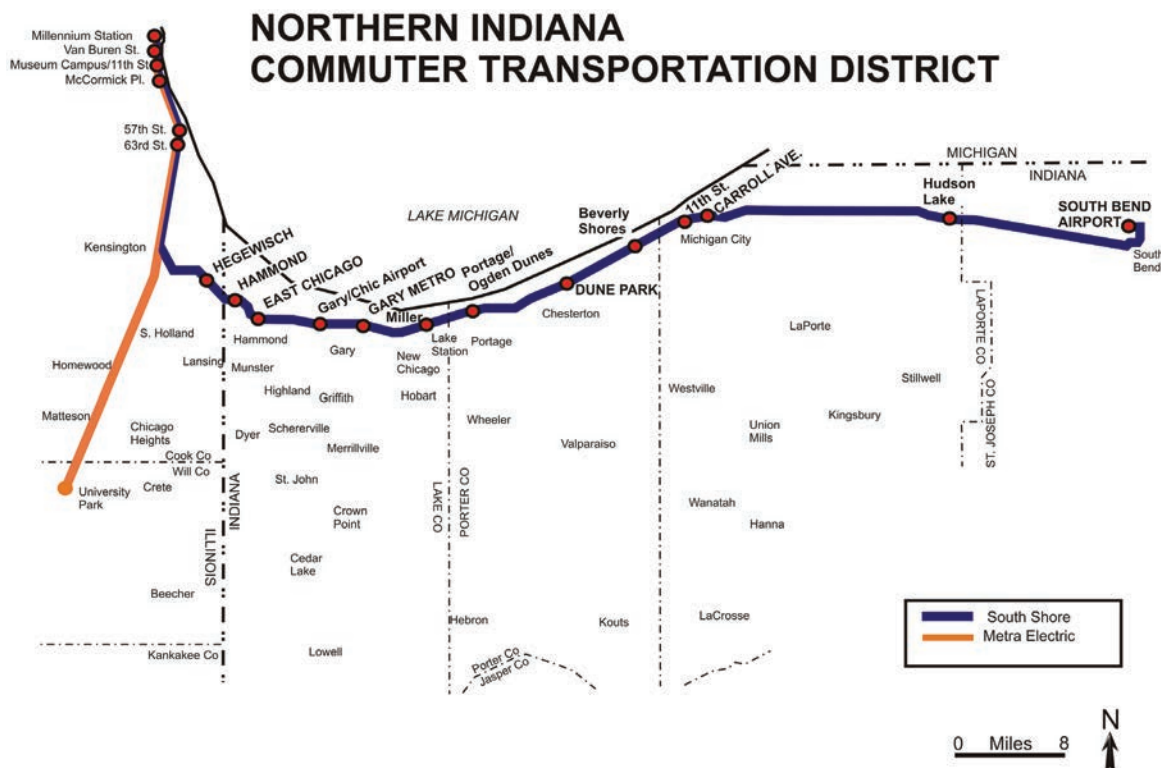 NORTHERN INDIANA
COMMUTER TRANSPORTATION DISTRICT
Millennium Station
Van Buren St.
Museum Campus/11th St
McCormick Pl.
57th St.
63rd St.
MICHIGAN
INDIANA
LAKE MICHIGAN
Kensington
HEGEWISCH
HAMMOND
EAST CHICAGO
Gary/Chic Airport
GARY METRO
Miller
Portage/
Ogden Dunes
DUNE PARK
Beverly
Shores
11th St.
CARROLL AVE.
Michigan City
Hudson
Lake
SOUTH BEND
AIRPORT
South
Bend
S. Holland
Lansing
Hammond
Munster
Gary
New
Chicago
Lake
Station
Portage
Chesterton
LaPorte
LAPORTE CO
ST. JOSEPH CO
Homewood
Highland
Griffith
Hobart
Westville
Stillwell
Matteson
Chicago
Heights
Dyer
Schererville
Merrillville
Wheeler
Valparaiso
Union
Mills
Kingsbury
Cook Co
Will Co
University
Park
Crete
St. John
ILLINOIS
INDIANA
LAKE CO
PORTER CO
Crown
Point
Wanatah
Hanna
Cedar
Lake
Beecher
Hebron
Kouts
LaCrosse
Kankakee Co
Lowell
Porter Co
Jasper Co
South Shore
Metra Electric
N
0 Miles 8